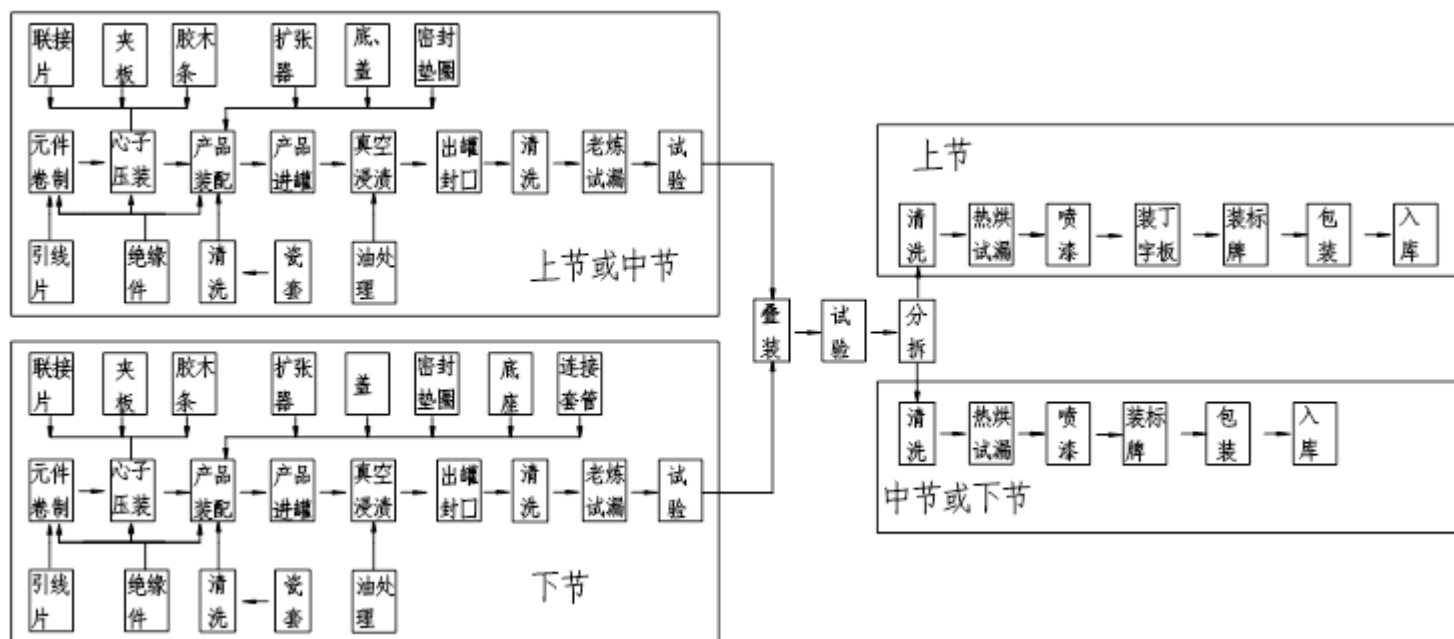 联接片
夹板
胶木条
扩张器
底、盖
密封垫圈
元件卷制
心子压装
产品装配
产品进罐
真空浸渍
出罐封口
清洗
老炼试漏
试验
引线片
绝缘件
清洗
瓷套
油处理
上节或中节
联接片
夹板
胶木条
扩张器
盖
密封垫圈
底座
连接套管
元件卷制
心子压装
产品装配
产品进罐
真空浸渍
出罐封口
清洗
老炼试漏
试验
引线片
绝缘件
清洗
瓷套
油处理
下节
叠装
试验
分拆
上节
清洗
热烘试漏
喷漆
装丁字板
装标牌
包装
入库
清洗
热烘试漏
喷漆
装标牌
包装
入库
中节或下节